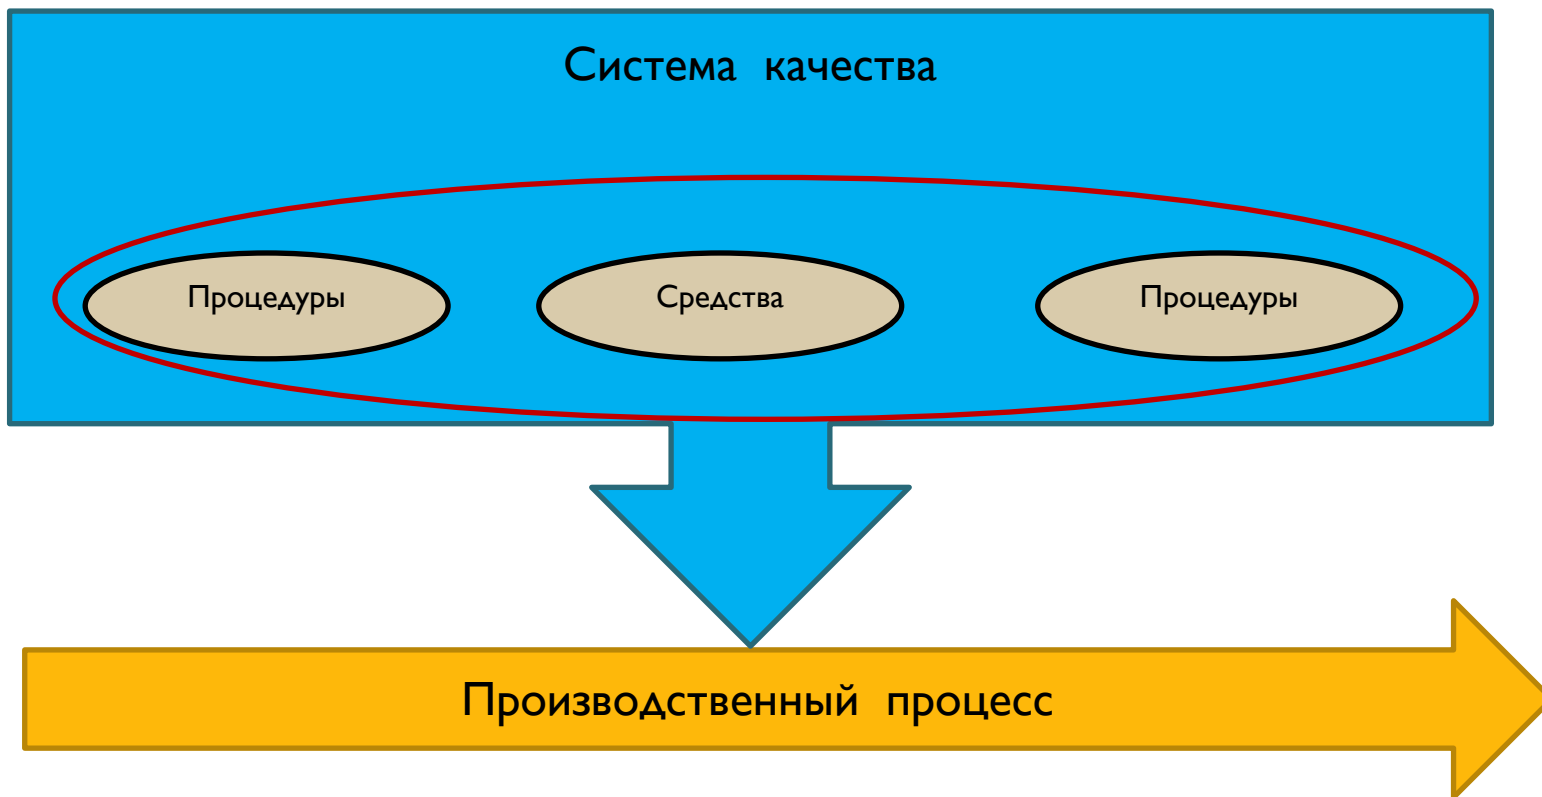 Система качества
Процедуры
Средства
Процедуры
Производственный процесс